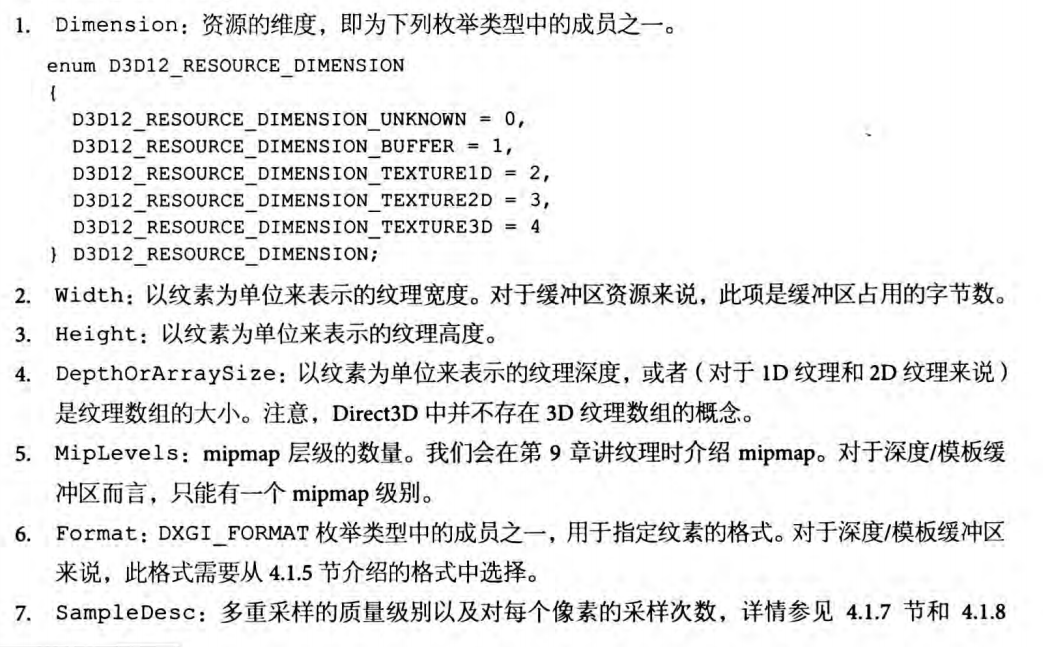 1. Dimension：资源的维度，即为下列枚举类型中的成员之一。
enum D3D12_RESOURCE_DIMENSION
{
D3D12_RESOURCE_DIMENSION_UNKNOWN = 0,
D3D12_RESOURCE_DIMENSION_BUFFER = 1,
D3D12_RESOURCE_DIMENSION_TEXTURE1D = 2,
D3D12_RESOURCE_DIMENSION_TEXTURE2D = 3,
D3D12_RESOURCE_DIMENSION_TEXTURE3D = 4
} D3D12_RESOURCE_DIMENSION;
2. Width：以纹素为单位来表示的纹理宽度。对于缓冲区资源来说，此项是缓冲区占用的字节数。
3. Height：以纹素为单位来表示的纹理高度。
4. DepthOrArraySize：以纹素为单位来表示的纹理深度，或者（对于 1D 纹理和 2D 纹理来说）
是纹理数组的大小。注意，Direct3D 中并不存在 3D 纹理数组的概念。
5. MipLevels：mipmap 层级的数量。我们会在第 9 章讲纹理时介绍 mipmap。对于深度/模板缓
冲区而言，只能有一个 mipmap 级别。
6. Format：DXGI_FORMAT 枚举类型中的成员之一，用于指定纹素的格式。对于深度/模板缓冲区
来说，此格式需要从 4.1.5 节介绍的格式中选择。
7. SampleDesc：多重采样的质量级别以及对每个像素的采样次数，详情参见 4.1.7 节和 4.1.8